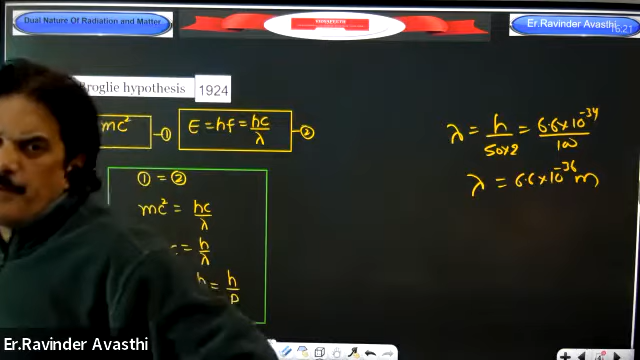 Dual Nature Of Radiation and Matter
Er.Ravinder Avasthi
16:21
Broglie hypothesis 1924
mc² ①
E = hf = hc/λ ②
① = ②
mc² = hc/λ
c = h/λ
= h/p
λ = h/50×2 = 6.6×10⁻³⁴/100
λ = 6.6×10⁻³⁶ m
Er.Ravinder Avasthi